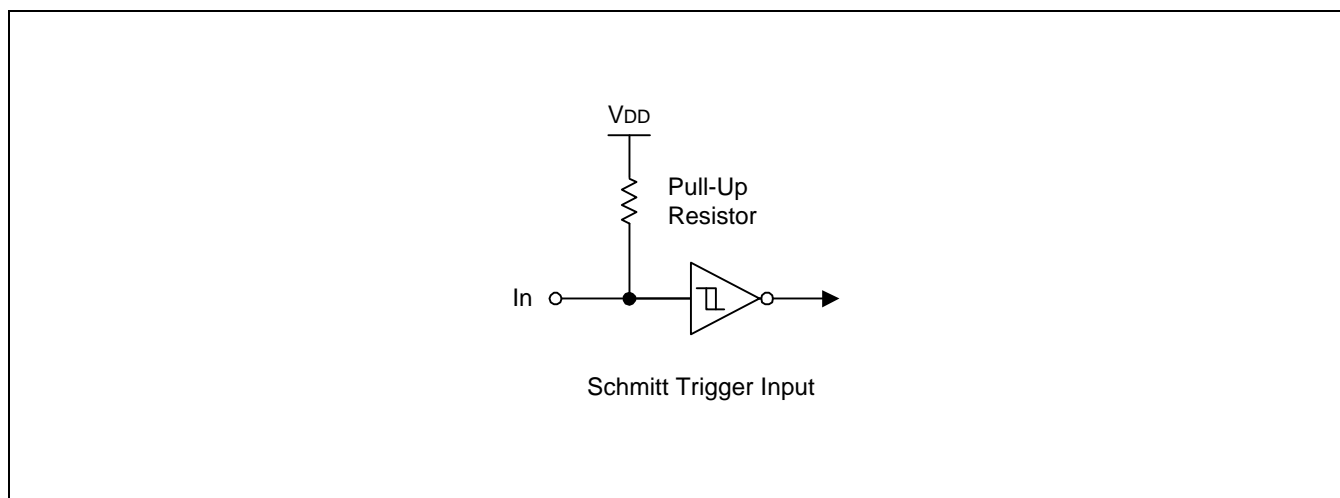 VDD
Pull-Up
Resistor
In
Schmitt Trigger Input